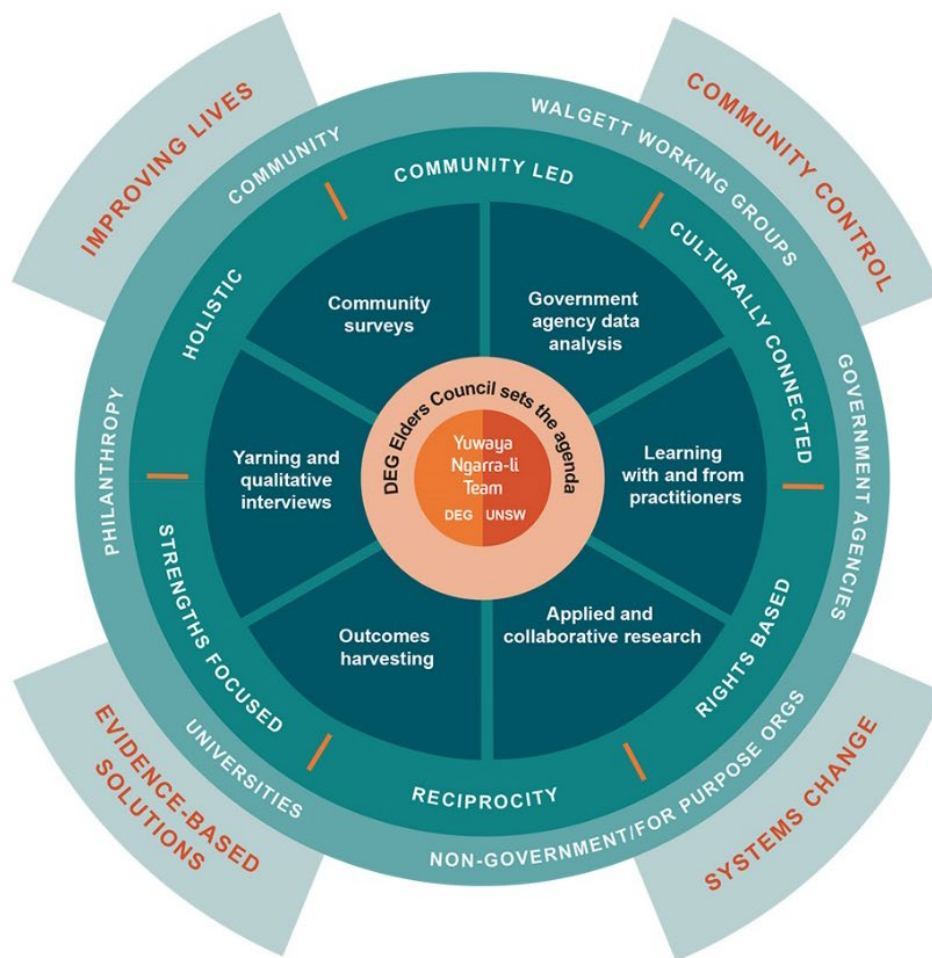 IMPROVING LIVES
COMMUNITY CONTROL
COMMUNITY
WALGETT WORKING GROUPS
GOVERNMENT AGENCIES
NON-GOVERNMENT/FOR PURPOSE ORGS
UNIVERSITIES
PHILANTHROPY
COMMUNITY LED
CULTURALLY CONNECTED
RIGHTS BASED
RECIPROCITY
STRENGTHS FOCUSED
HOLISTIC
Community
surveys
Government
agency data
analysis
Yarning and
qualitative
interviews
DEG Elders Council sets the agenda
Yuwaya
Ngarra-li
Team
DEG UNSW
Learning
with and from
practitioners
Outcomes
harvesting
Applied and
collaborative research
EVIDENCE-BASED
SOLUTIONS
SYSTEMS CHANGE